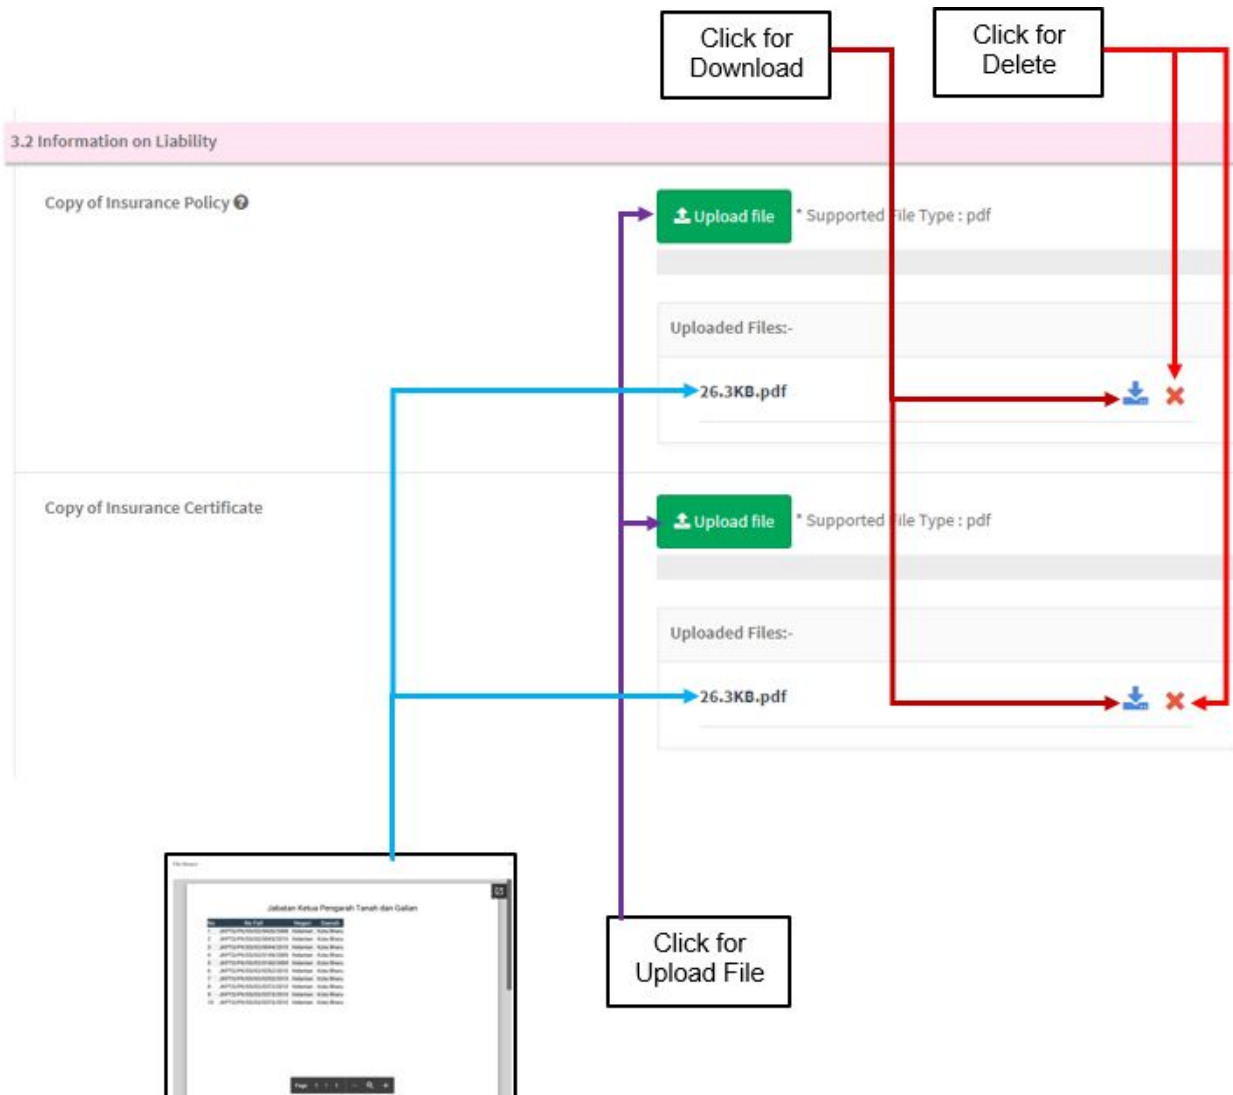 Click for
Download
Click for
Delete
3.2 Information on Liability
Copy of Insurance Policy
Upload file * Supported File Type : pdf
Uploaded Files:-
26.3KB.pdf
Copy of Insurance Certificate
Upload file * Supported File Type : pdf
Uploaded Files:-
26.3KB.pdf
Jabatan Ketua Pengarah Tanah dan Galian
Click for
Upload File
Page